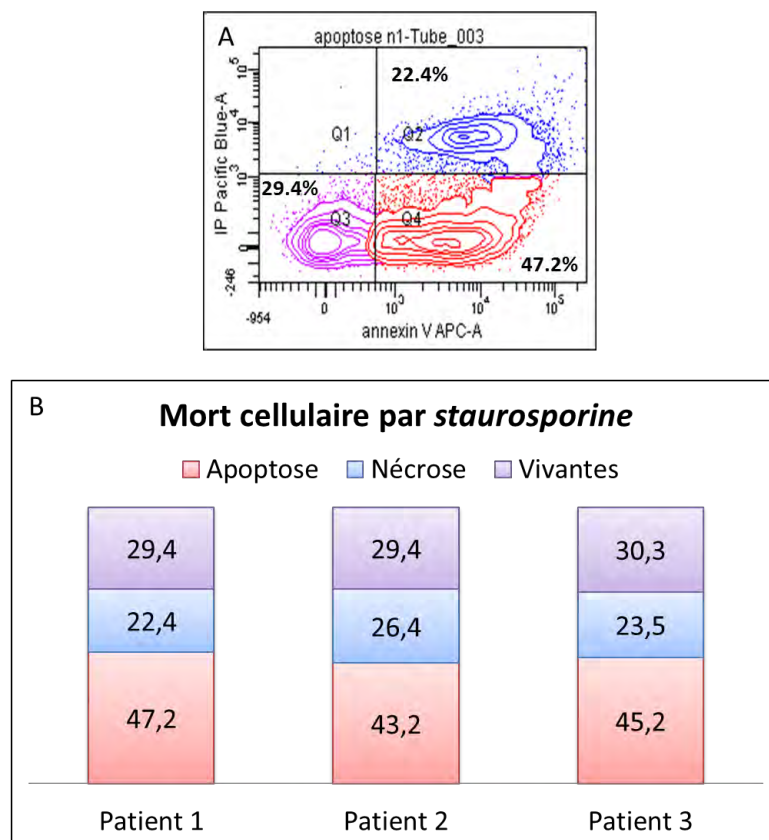 A
apoptose n1-Tube_003
22.4%
Q1
Q2
29.4%
Q3
Q4
47.2%
IP Pacific Blue-A
10^5
10^4
10^3
0
-246
-954
0
10^3
10^4
10^5
annexin V APC-A
B
Mort cellulaire par staurosporine
Apoptose Nécrose Vivantes
29,4 29,4 30,3
22,4 26,4 23,5
47,2 43,2 45,2
Patient 1 Patient 2 Patient 3